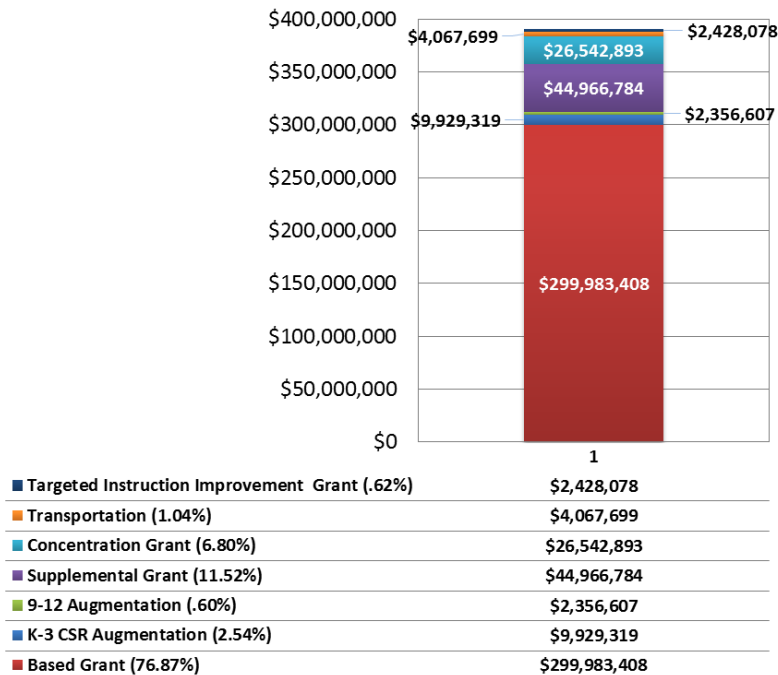 $400,000,000
$4,067,699 $2,428,078
$26,542,893
$350,000,000
$44,966,784
$300,000,000 $9,929,319 $2,356,607
$250,000,000
$200,000,000
$150,000,000 $299,983,408
$100,000,000
$50,000,000
$0
1
Targeted Instruction Improvement Grant (.62%) $2,428,078
Transportation (1.04%) $4,067,699
Concentration Grant (6.80%) $26,542,893
Supplemental Grant (11.52%) $44,966,784
9-12 Augmentation (.60%) $2,356,607
K-3 CSR Augmentation (2.54%) $9,929,319
Based Grant (76.87%) $299,983,408